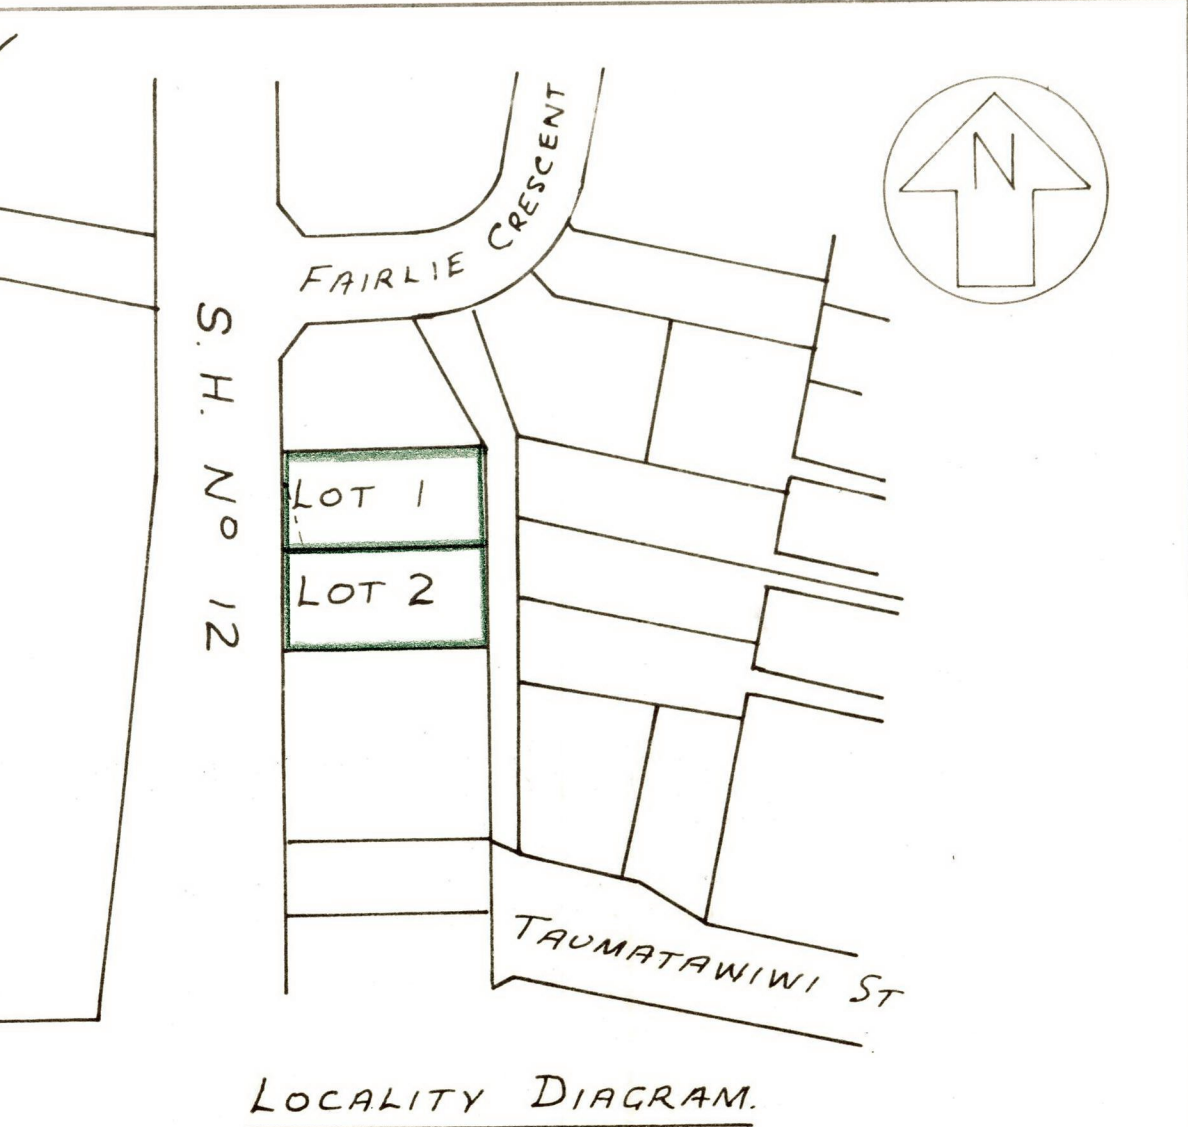 FAIRLIE CRESCENT
N
S.H. No 12
LOT 1
LOT 2
TAUMATAWIWI ST
LOCALITY DIAGRAM.